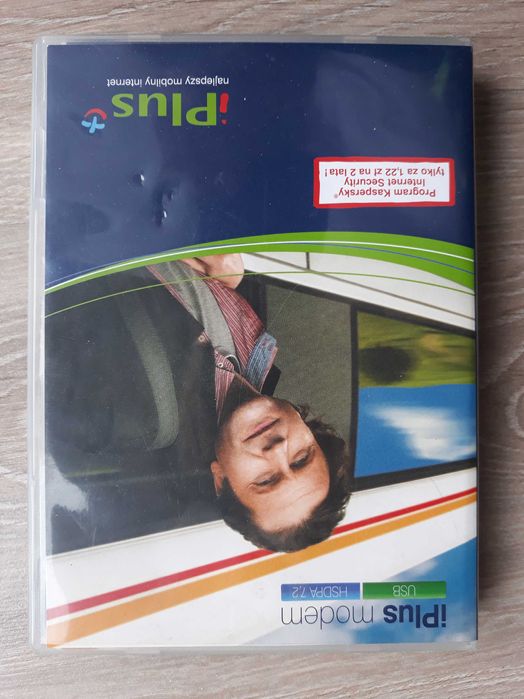 iPlus modem
USB
HSDPA 7.2
Program Kaspersky®
Internet Security
tylko za 1,22 zł na 2 lata!
iPlus
najlepszy mobilny internet